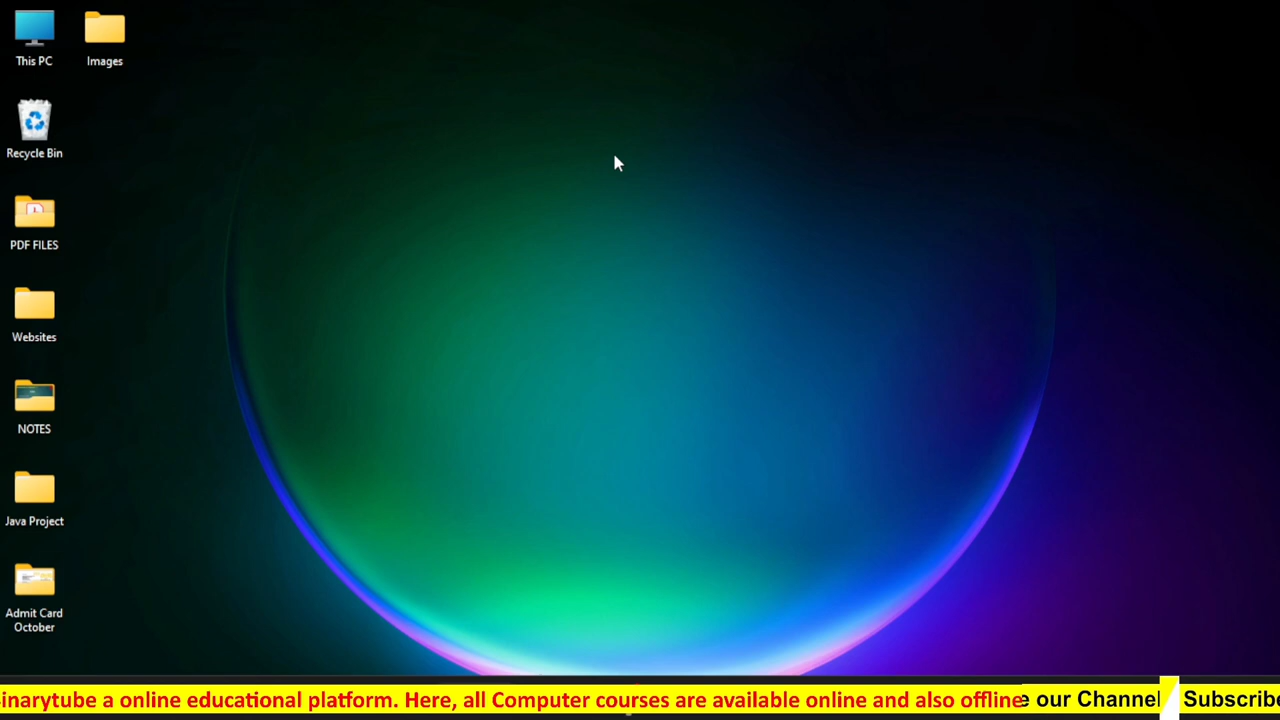 This PC
Images
Recycle Bin
PDF FILES
Websites
NOTES
Java Project
Admit Card
October
inarytube a online educational platform. Here, all Computer courses are available online and also offline
e our Channel
Subscribe